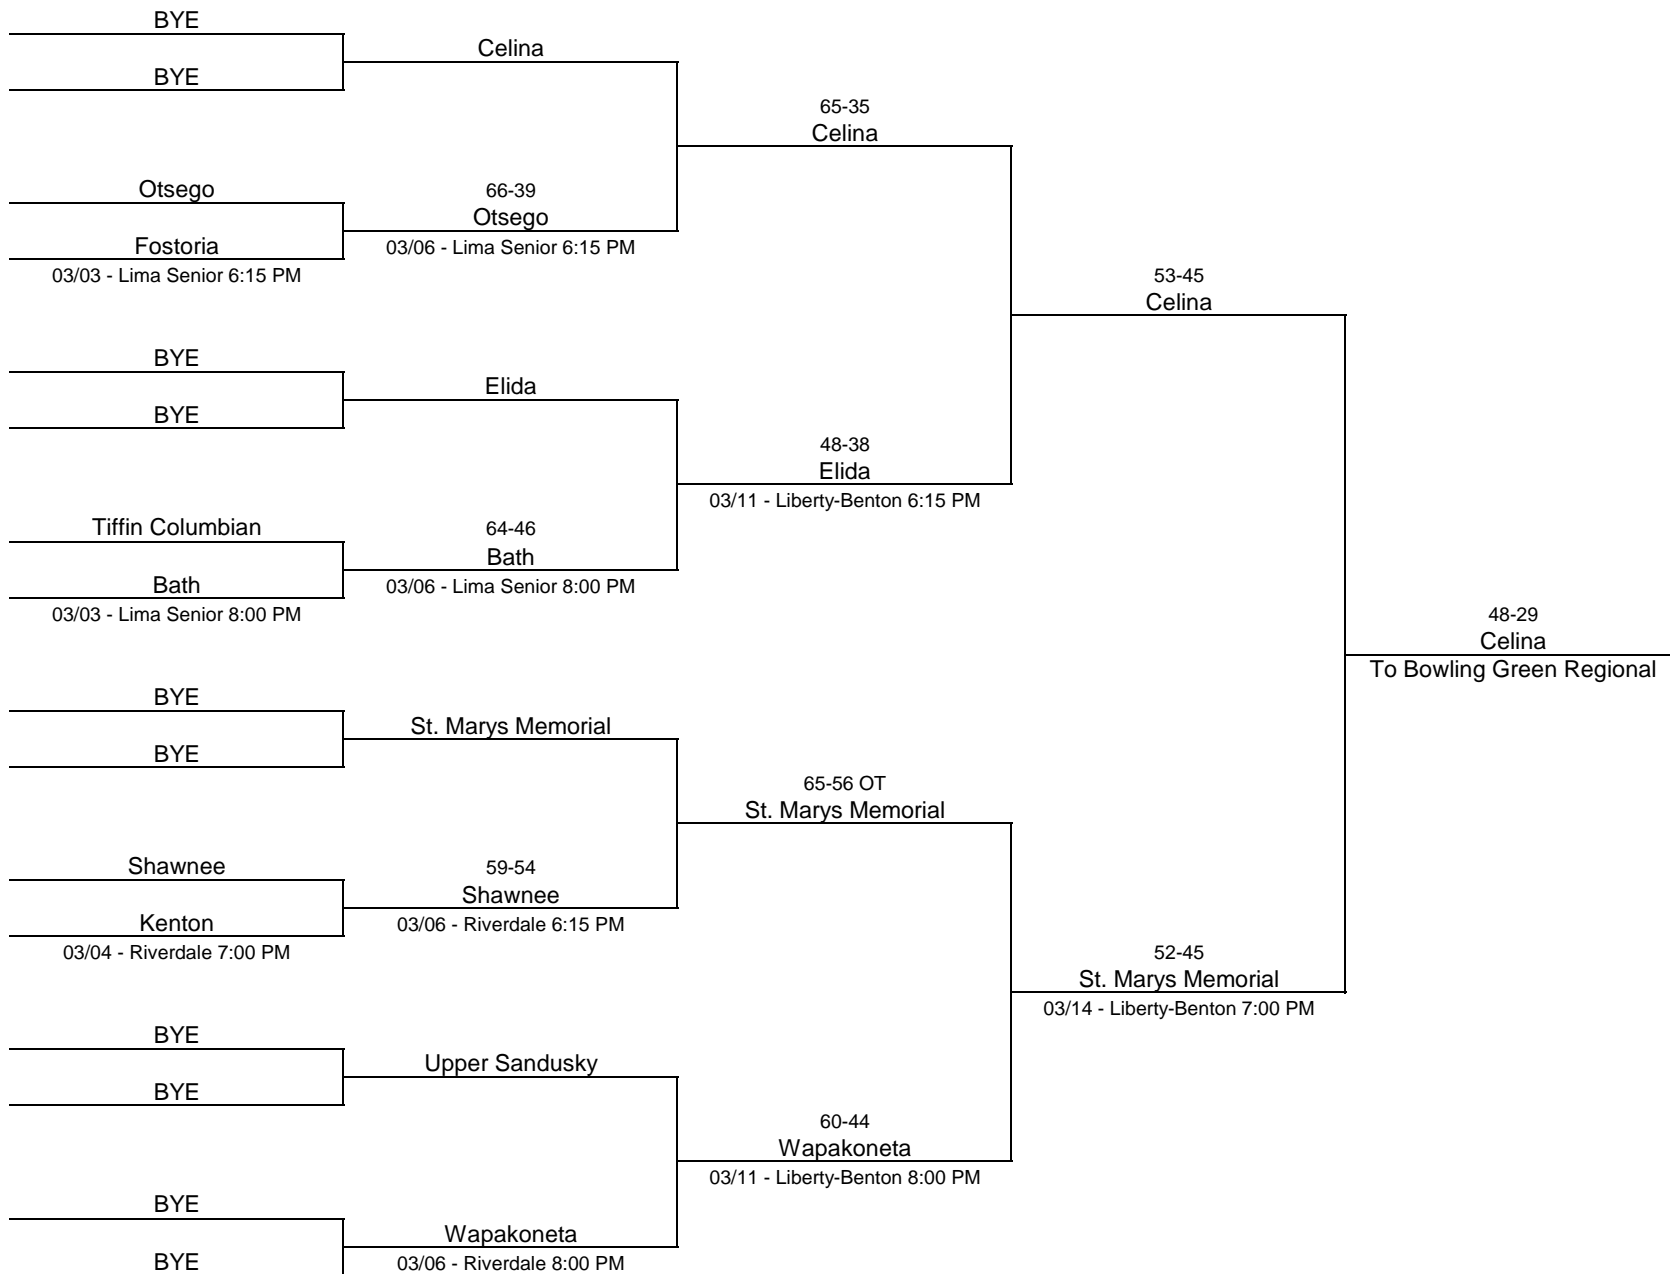 BYE
BYE
Celina
65-35
Celina
Otsego
Fostoria
03/03 - Lima Senior 6:15 PM
66-39
Otsego
03/06 - Lima Senior 6:15 PM
53-45
Celina
BYE
BYE
Elida
48-38
Elida
03/11 - Liberty-Benton 6:15 PM
Tiffin Columbian
Bath
03/03 - Lima Senior 8:00 PM
64-46
Bath
03/06 - Lima Senior 8:00 PM
48-29
Celina
To Bowling Green Regional
BYE
BYE
St. Marys Memorial
65-56 OT
St. Marys Memorial
Shawnee
Kenton
03/04 - Riverdale 7:00 PM
59-54
Shawnee
03/06 - Riverdale 6:15 PM
52-45
St. Marys Memorial
03/14 - Liberty-Benton 7:00 PM
BYE
BYE
Upper Sandusky
60-44
Wapakoneta
03/11 - Liberty-Benton 8:00 PM
BYE
BYE
Wapakoneta
03/06 - Riverdale 8:00 PM